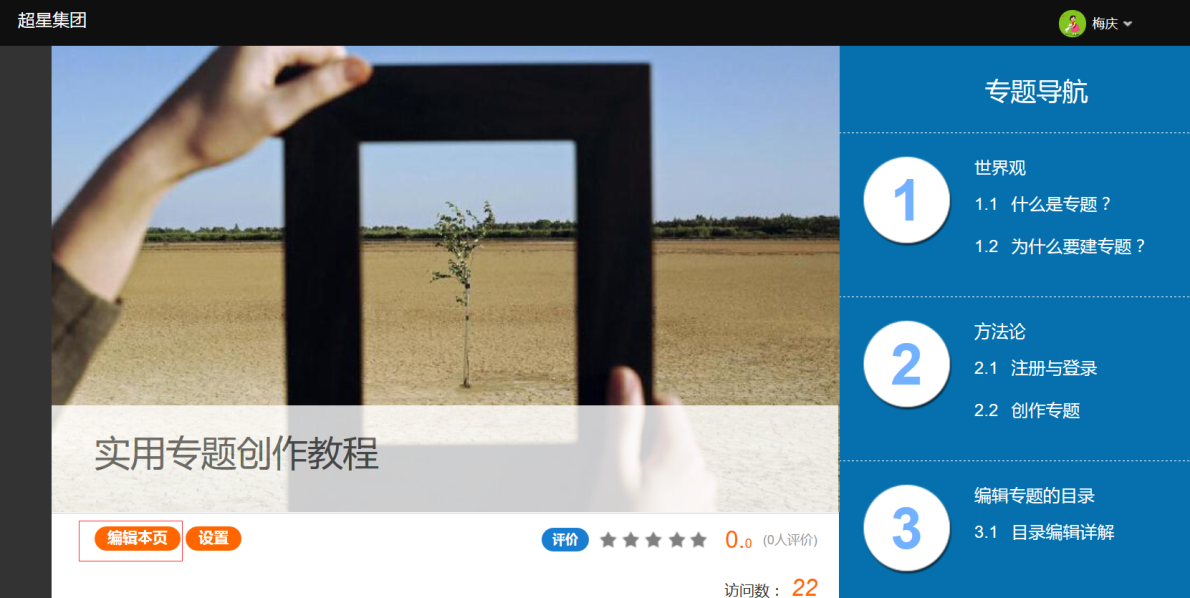 超星集团
梅庆
专题导航
1
世界观
1.1 什么是专题？
1.2 为什么要建专题？
2
方法论
2.1 注册与登录
2.2 创作专题
3
编辑专题的目录
3.1 目录编辑详解
实用专题创作教程
编辑本页 设置
评价 0.0 (0人评价)
访问数： 22